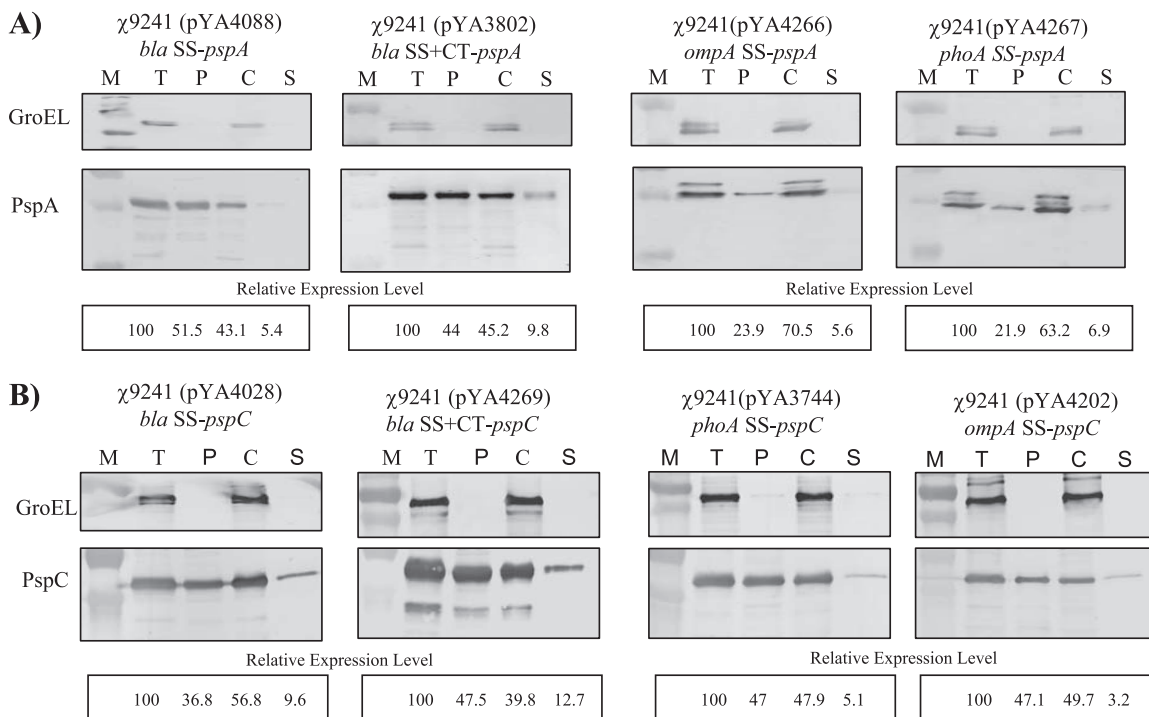 A)
χ9241 (pYA4088) χ9241 (pYA3802) χ9241(pYA4266) χ9241(pYA4267)
bla SS-pspA bla SS+CT-pspA ompA SS-pspA phoA SS-pspA
M T P C S M T P C S M T P C S M T P C S
GroEL
PspA
Relative Expression Level Relative Expression Level
100 51.5 43.1 5.4 100 44 45.2 9.8 100 23.9 70.5 5.6 100 21.9 63.2 6.9
B)
χ9241 (pYA4028) χ9241 (pYA4269) χ9241(pYA3744) χ9241 (pYA4202)
bla SS-pspC bla SS+CT-pspC phoA SS-pspC ompA SS-pspC
M T P C S M T P C S M T P C S M T P C S
GroEL
PspC
Relative Expression Level Relative Expression Level
100 36.8 56.8 9.6 100 47.5 39.8 12.7 100 47 47.9 5.1 100 47.1 49.7 3.2